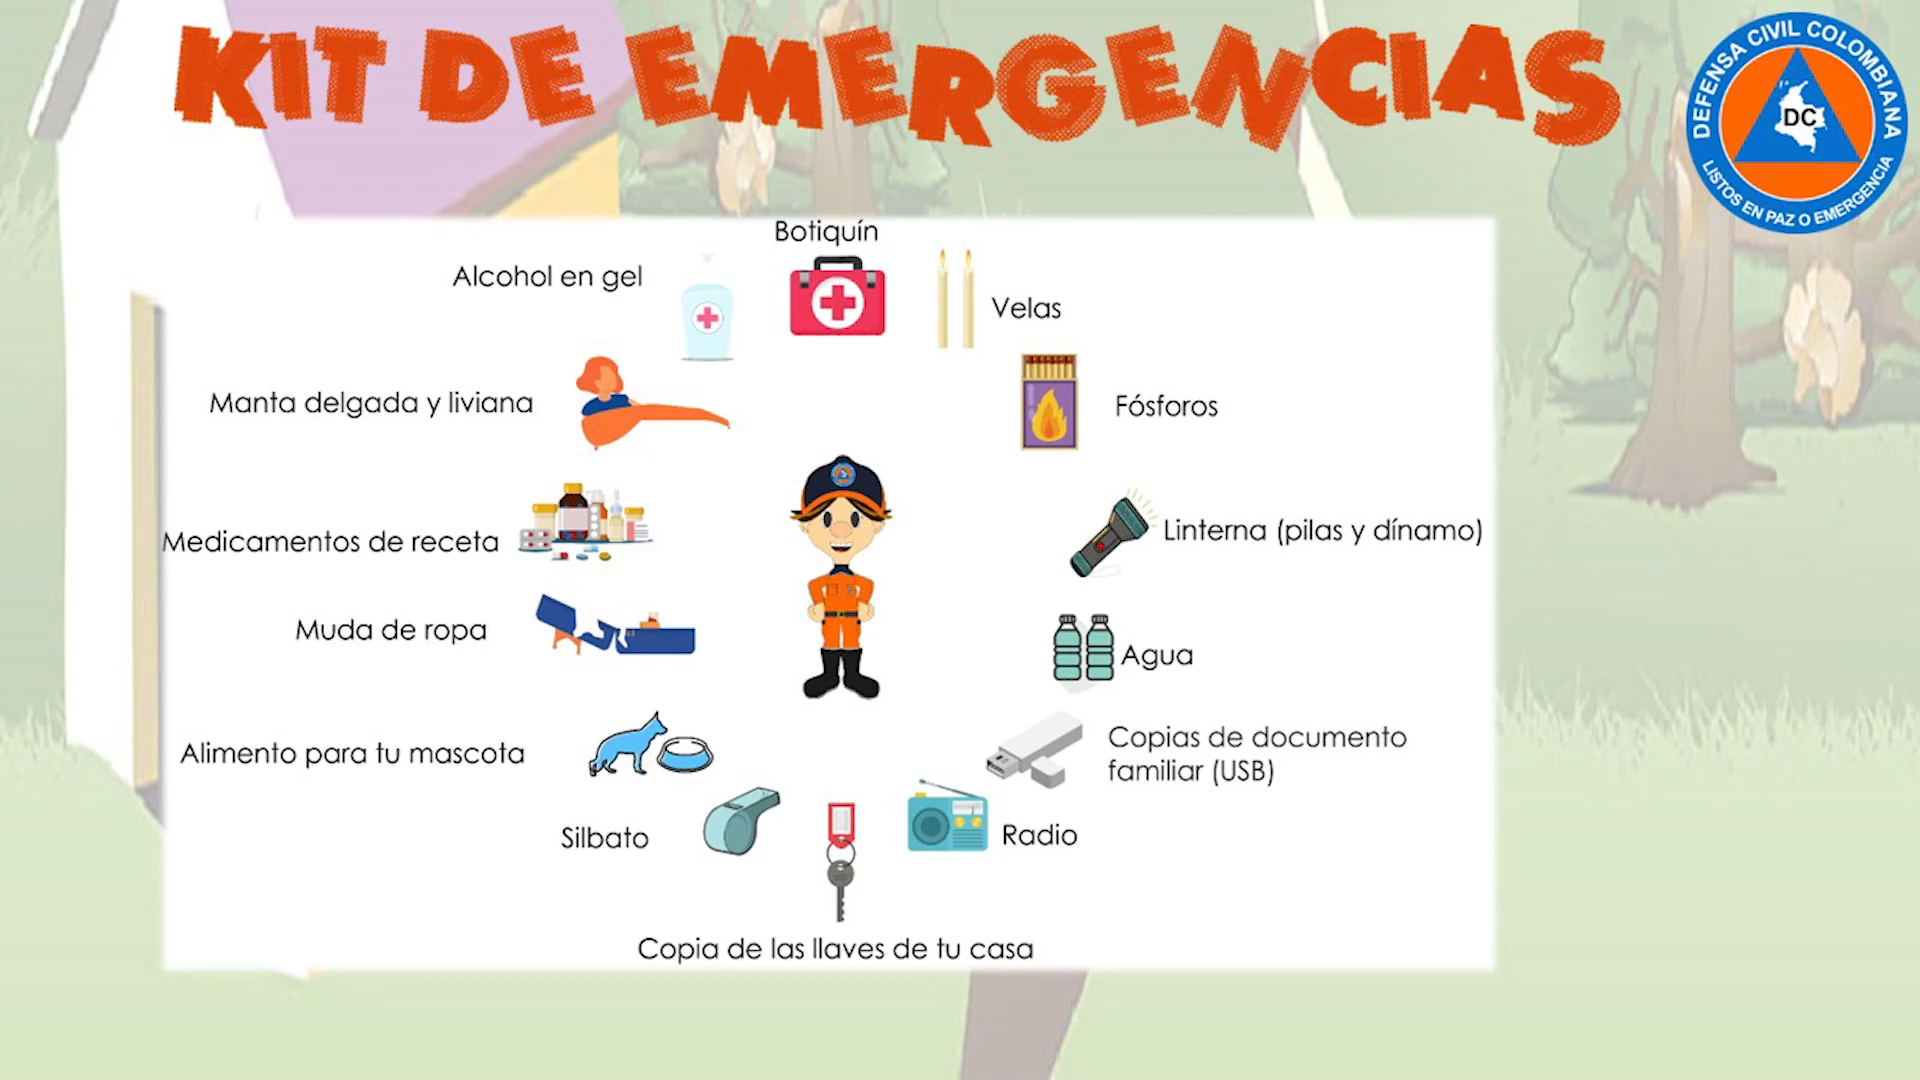 KIT DE EMERGENCIAS
DEFENSA CIVIL COLOMBIANA
DC
LISTOS EN PAZ O EMERGENCIA
Botiquín
Alcohol en gel
Velas
Manta delgada y liviana
Fósforos
Medicamentos de receta
Linterna (pilas y dínamo)
Muda de ropa
Agua
Alimento para tu mascota
Copias de documento
familiar (USB)
Silbato
Radio
Copia de las llaves de tu casa